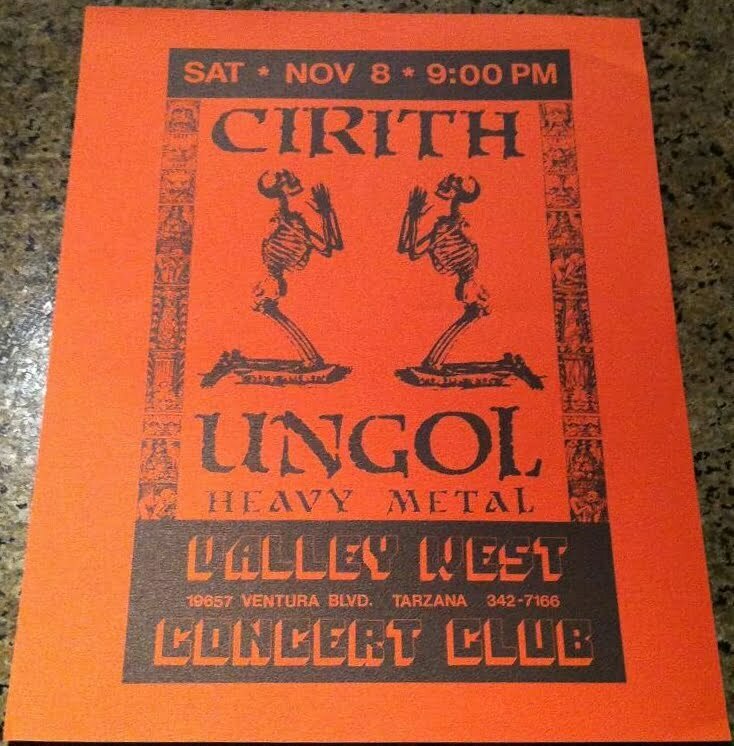 SAT * NOV 8 * 9:00 PM
CIRITH
UNGOL
HEAVY METAL
VALLEY WEST
19657 VENTURA BLVD. TARZANA 342-7166
CONCERT CLUB